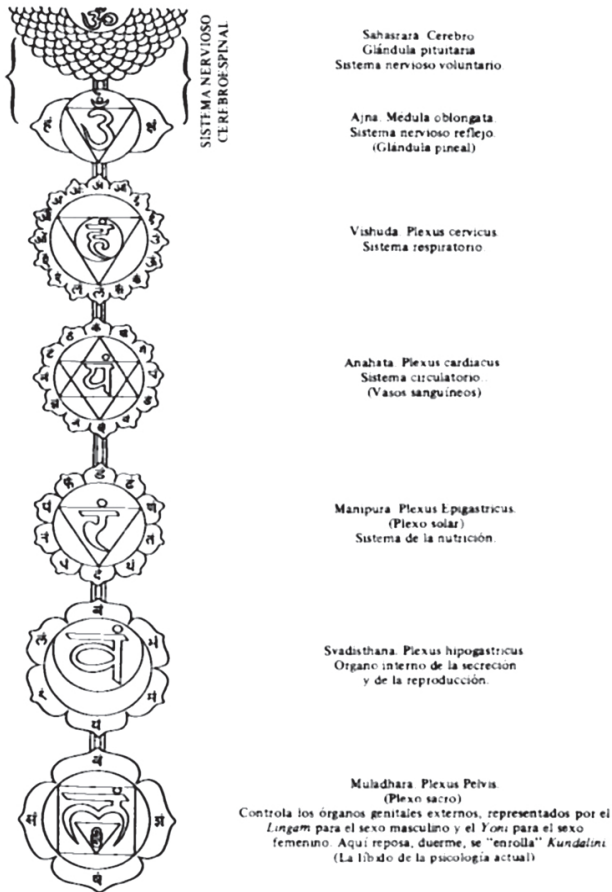 ॐ
SISTEMA NERVIOSO
CEREBROESPINAL
Sahasrara. Cerebro
Glándula pituitaria
Sistema nervioso voluntario
ॐ
Ajna. Médula oblongata.
Sistema nervioso reflejo.
(Glándula pineal)
हं
Vishuda. Plexus cervicus.
Sistema respiratorio
यं
Anahata. Plexus cardiacus
Sistema circulatorio.
(Vasos sanguíneos)
रं
Manipura. Plexus Epigastricus.
(Plexo solar)
Sistema de la nutrición.
वं
Svadisthana. Plexus hipogastricus
Organo interno de la secreción
y de la reproducción.
लं
Muladhara. Plexus Pelvis.
(Plexo sacro)
Controla los órganos genitales externos, representados por el
Lingam para el sexo masculino y el Yoni para el sexo
femenino. Aquí reposa, duerme, se "enrolla" Kundalini
(La líbido de la psicología actual)